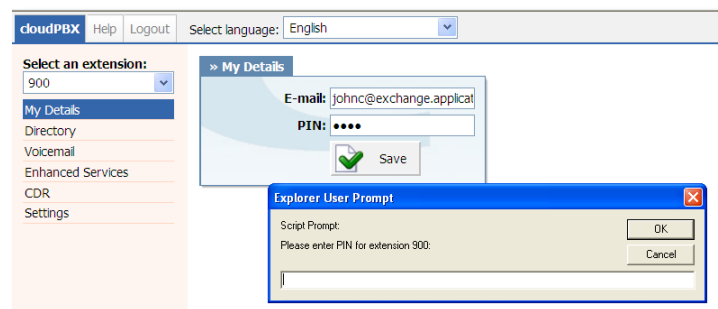 cloudPBX Help Logout Select language: English
Select an extension:
900
My Details
Directory
Voicemail
Enhanced Services
CDR
Settings
» My Details
E-mail: johnc@exchange.applicat
PIN: ••••
Save
Explorer User Prompt
Script Prompt:
Please enter PIN for extension 900:
OK
Cancel